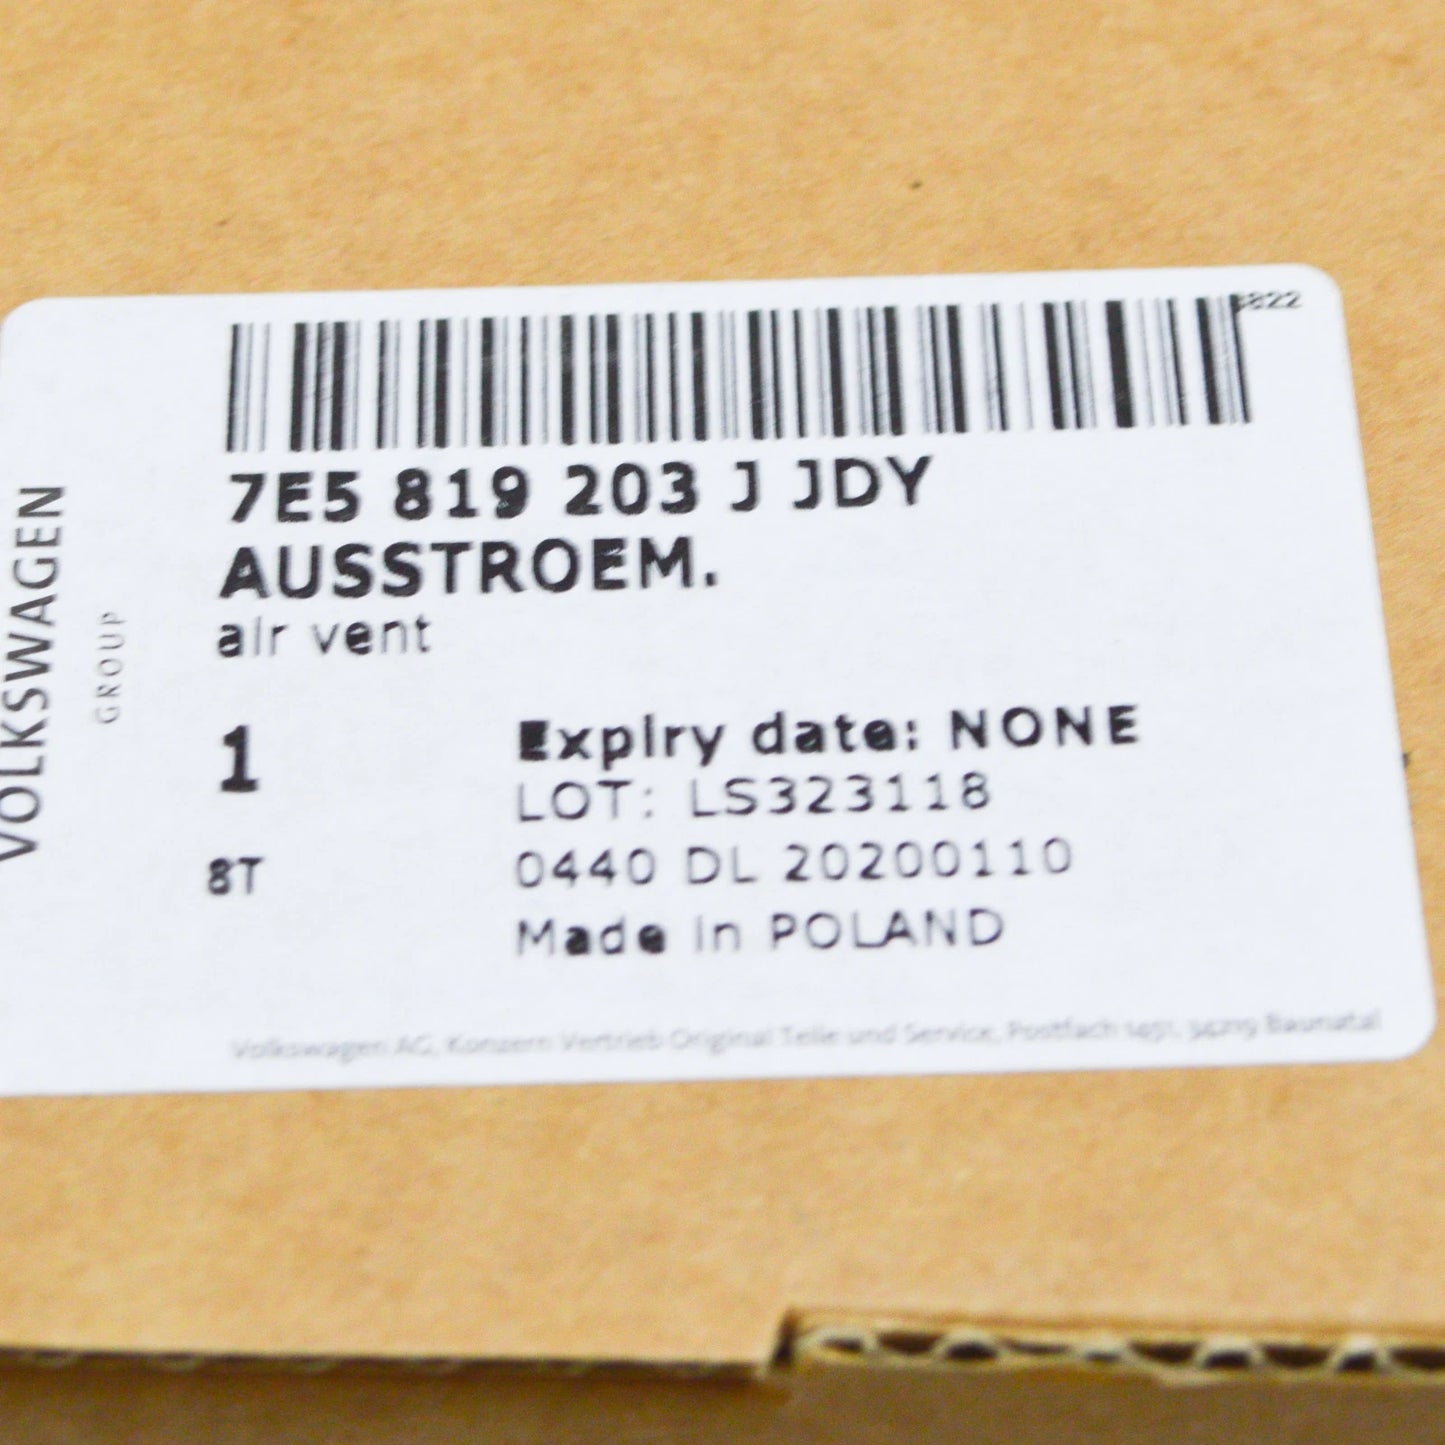 7E5 819 203 J JDY
AUSSTROEM.
air vent
1
Expiry date: NONE
LOT: LS323118
8T
0440 DL 20200110
Made in POLAND
VOLKSWAGEN
GROUP
Volkswagen AG, Konzern Vertrieb Original Teile und Service, Postfach 1451, 34219 Baunatal